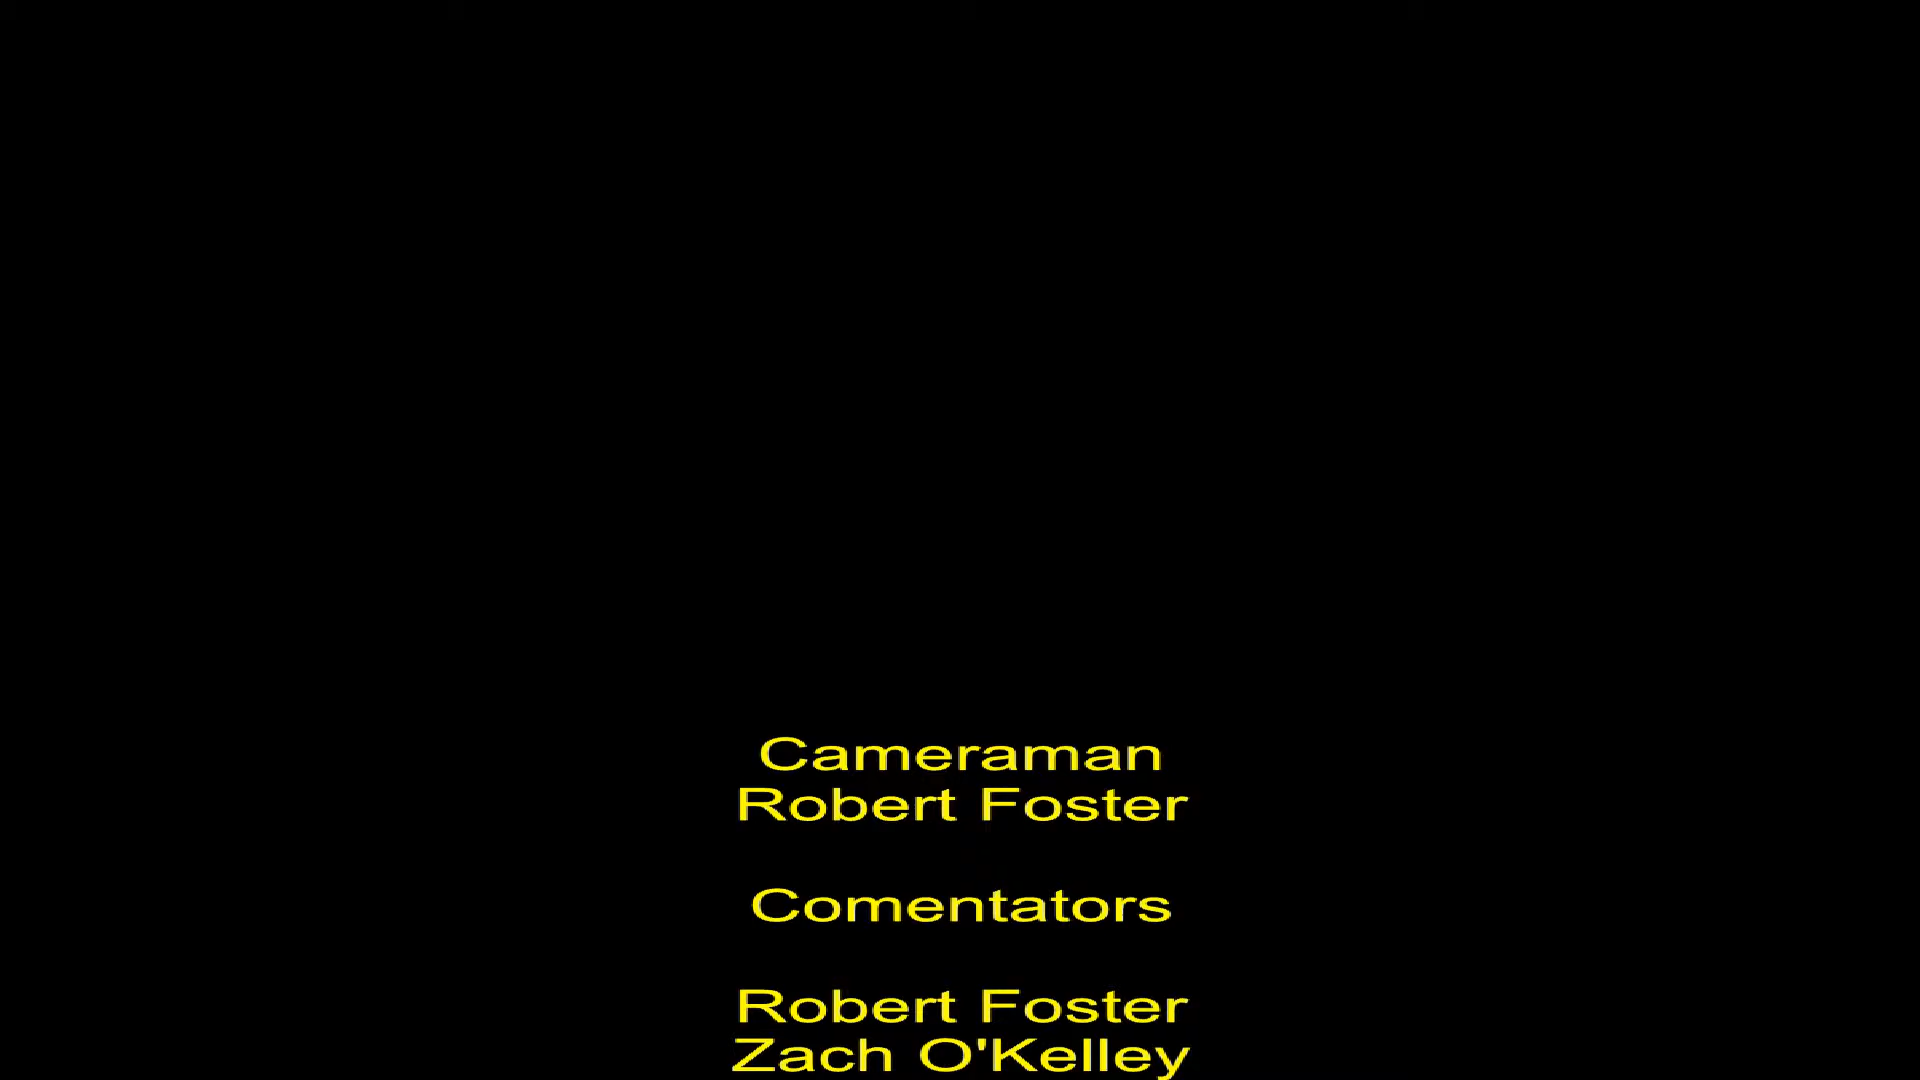 Cameraman
Robert Foster
Comentators
Robert Foster
Zach O'Kelley